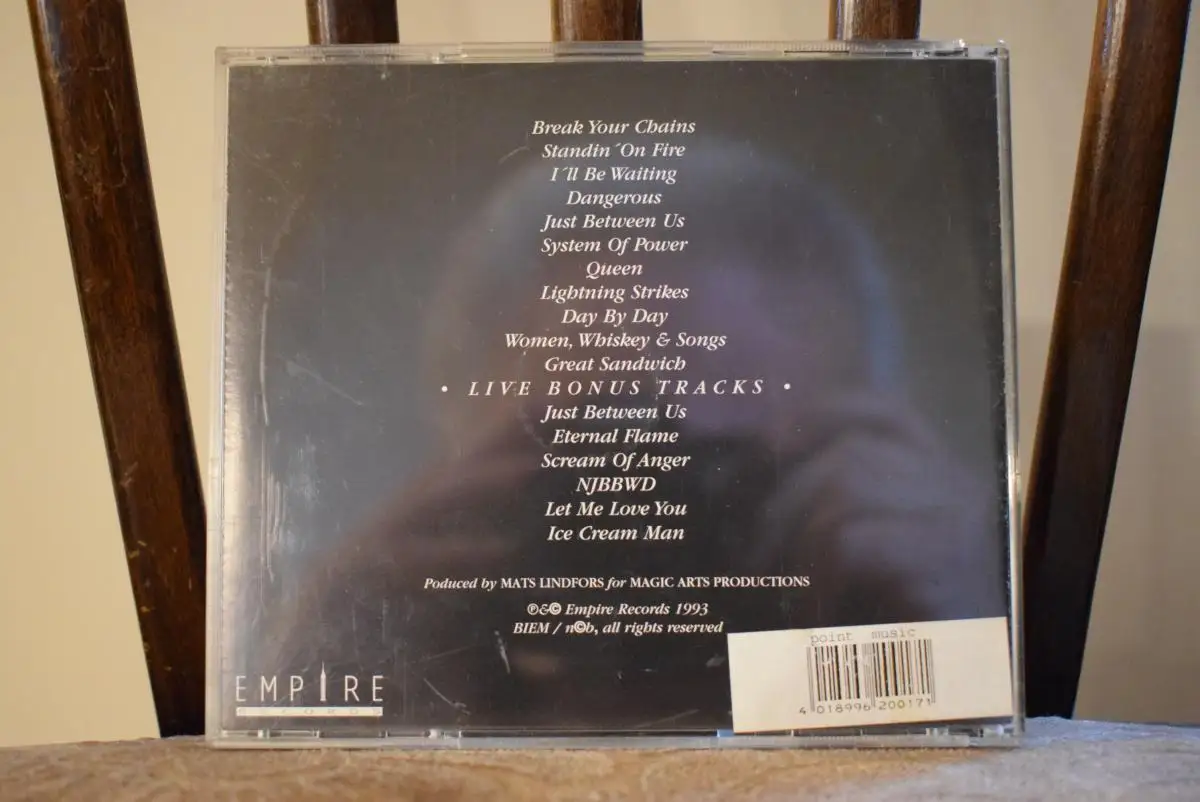 Break Your Chains
Standin´On Fire
I´ll Be Waiting
Dangerous
Just Between Us
System Of Power
Queen
Lightning Strikes
Day By Day
Women, Whiskey & Songs
Great Sandwich
• LIVE BONUS TRACKS •
Just Between Us
Eternal Flame
Scream Of Anger
NJBBWD
Let Me Love You
Ice Cream Man
Poduced by MATS LINDFORS for MAGIC ARTS PRODUCTIONS
℗&© Empire Records 1993
BIEM / n©b, all rights reserved
EMPIRE
RECORDS
point music
4 018996 200171